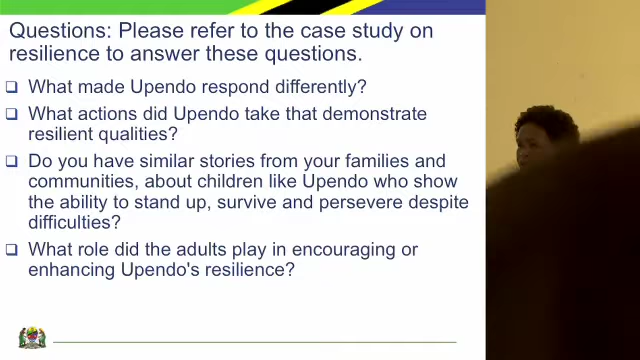 Questions: Please refer to the case study on
resilience to answer these questions.
What made Upendo respond differently?
What actions did Upendo take that demonstrate
resilient qualities?
Do you have similar stories from your families and
communities, about children like Upendo who show
the ability to stand up, survive and persevere despite
difficulties?
What role did the adults play in encouraging or
enhancing Upendo's resilience?